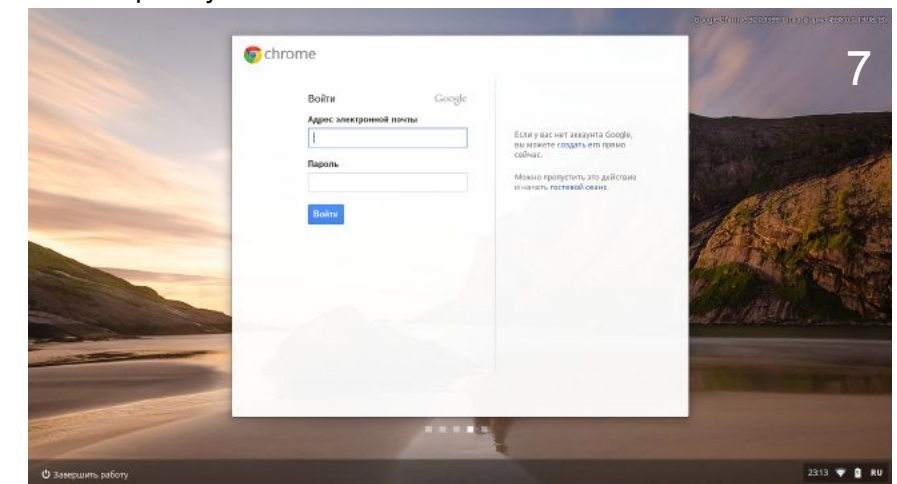 7
chrome
Войти
Google
Адрес электронной почты
Пароль
Войти
Если у вас нет аккаунта Google,
вы можете создать его прямо
сейчас.
Можно пропустить это действие
и начать гостевой сеанс.
Завершить работу
23:13
RU